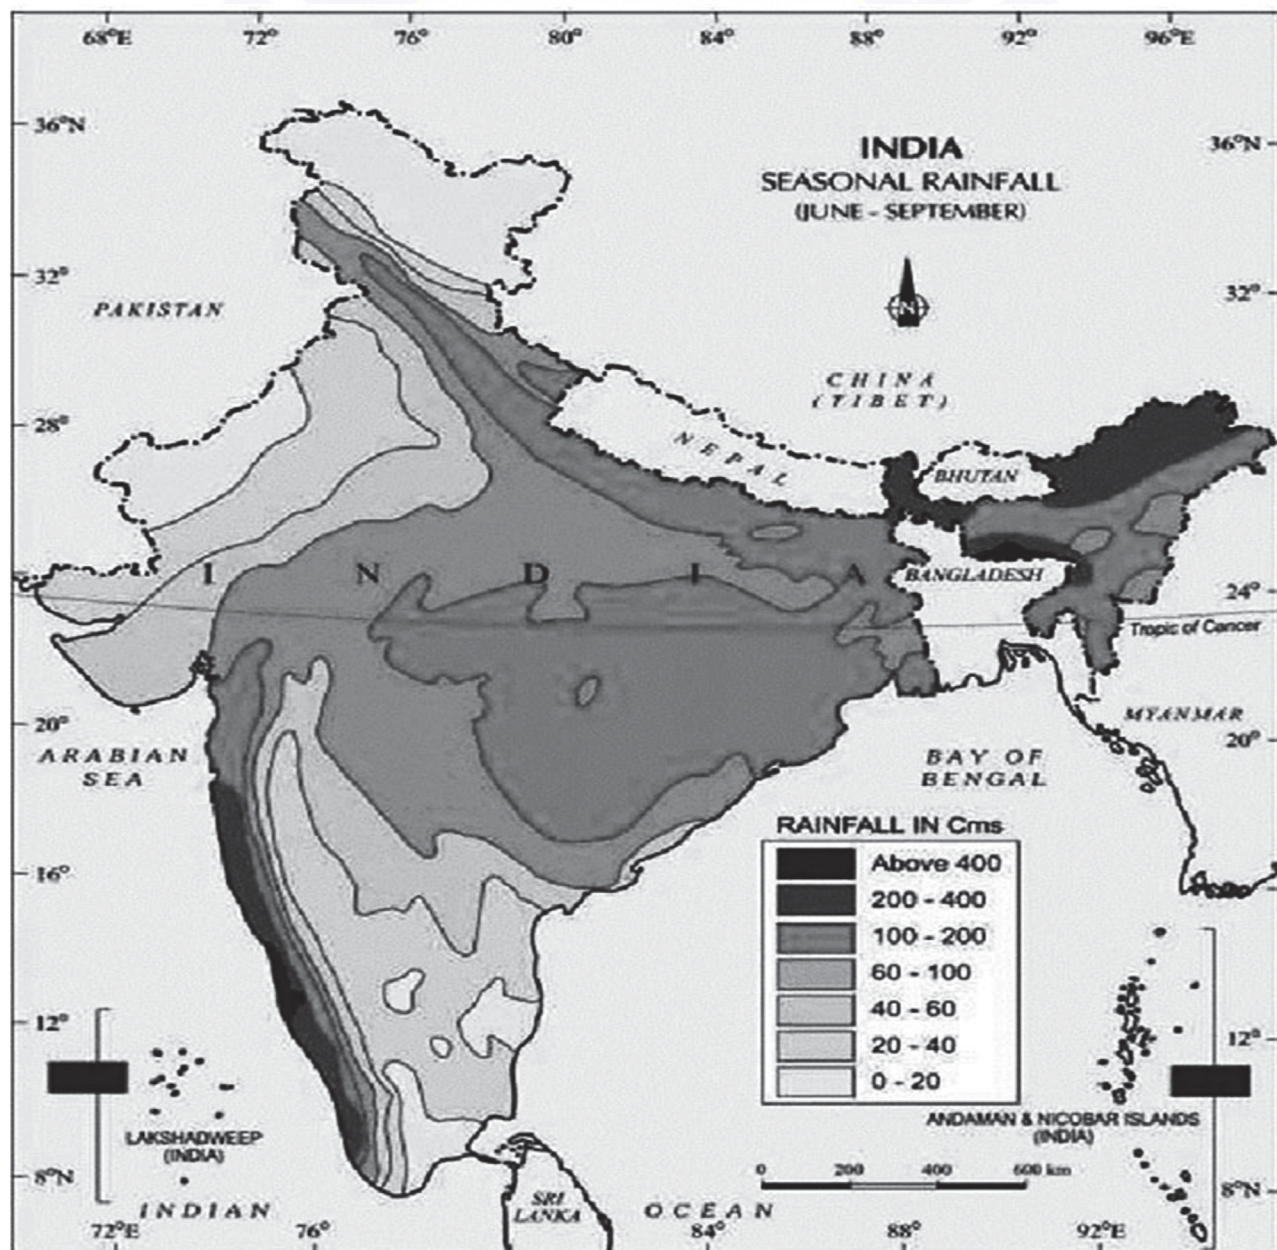 68°E 72° 76° 80° 84° 88° 92° 96°E
36°N
36°N
INDIA
SEASONAL RAINFALL
(JUNE - SEPTEMBER)
N
32°
32°
PAKISTAN
CHINA
(TIBET)
28°
NEPAL
BHUTAN
I N D I A
BANGLADESH
24°
Tropic of Cancer
20°
MYANMAR
20°
ARABIAN
SEA
BAY OF
BENGAL
RAINFALL IN Cms
Above 400
200 - 400
100 - 200
60 - 100
40 - 60
20 - 40
0 - 20
16°
12°
12°
LAKSHADWEEP
(INDIA)
ANDAMAN & NICOBAR ISLANDS
(INDIA)
0 200 400 600 km
8°N
8°N
SRI
LANKA
INDIAN OCEAN
72°E 76° 84° 88° 92°E